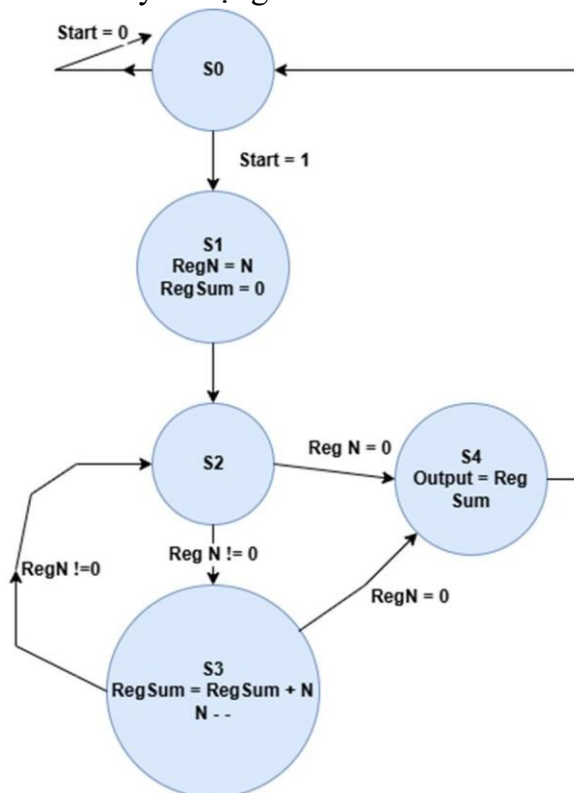 Start = 0
S0
Start = 1
S1
RegN = N
RegSum = 0
S2
Reg N = 0
S4
Output = Reg
Sum
Reg N != 0
RegN !=0
RegN = 0
S3
RegSum = RegSum + N
N - -